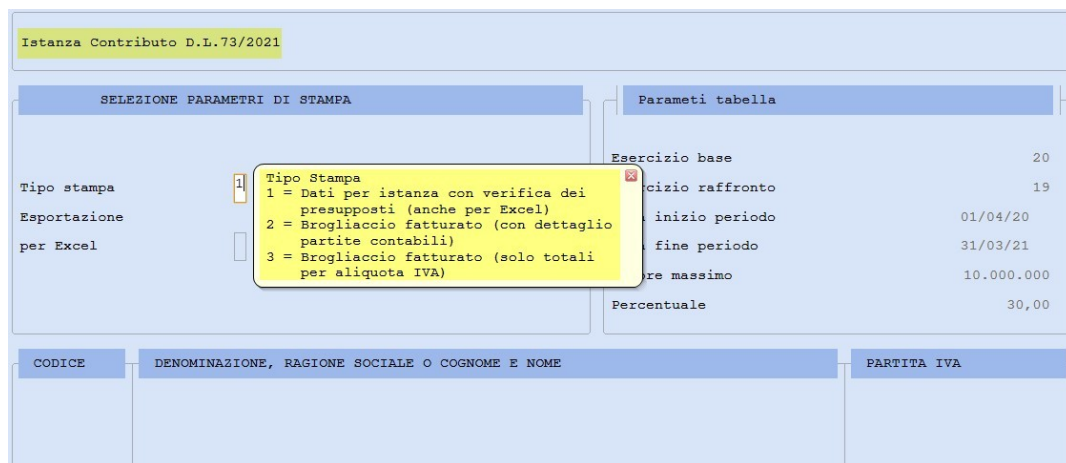 Istanza Contributo D.L.73/2021
SELEZIONE PARAMETRI DI STAMPA
Tipo stampa 1
Esportazione
per Excel
Tipo Stampa
1 = Dati per istanza con verifica dei
presupposti (anche per Excel)
2 = Brogliaccio fatturato (con dettaglio
partite contabili)
3 = Brogliaccio fatturato (solo totali
per aliquota IVA)
Parameti tabella
Esercizio base 20
rcizio raffronto 19
inizio periodo 01/04/20
fine periodo 31/03/21
re massimo 10.000.000
Percentuale 30,00
CODICE DENOMINAZIONE, RAGIONE SOCIALE O COGNOME E NOME PARTITA IVA